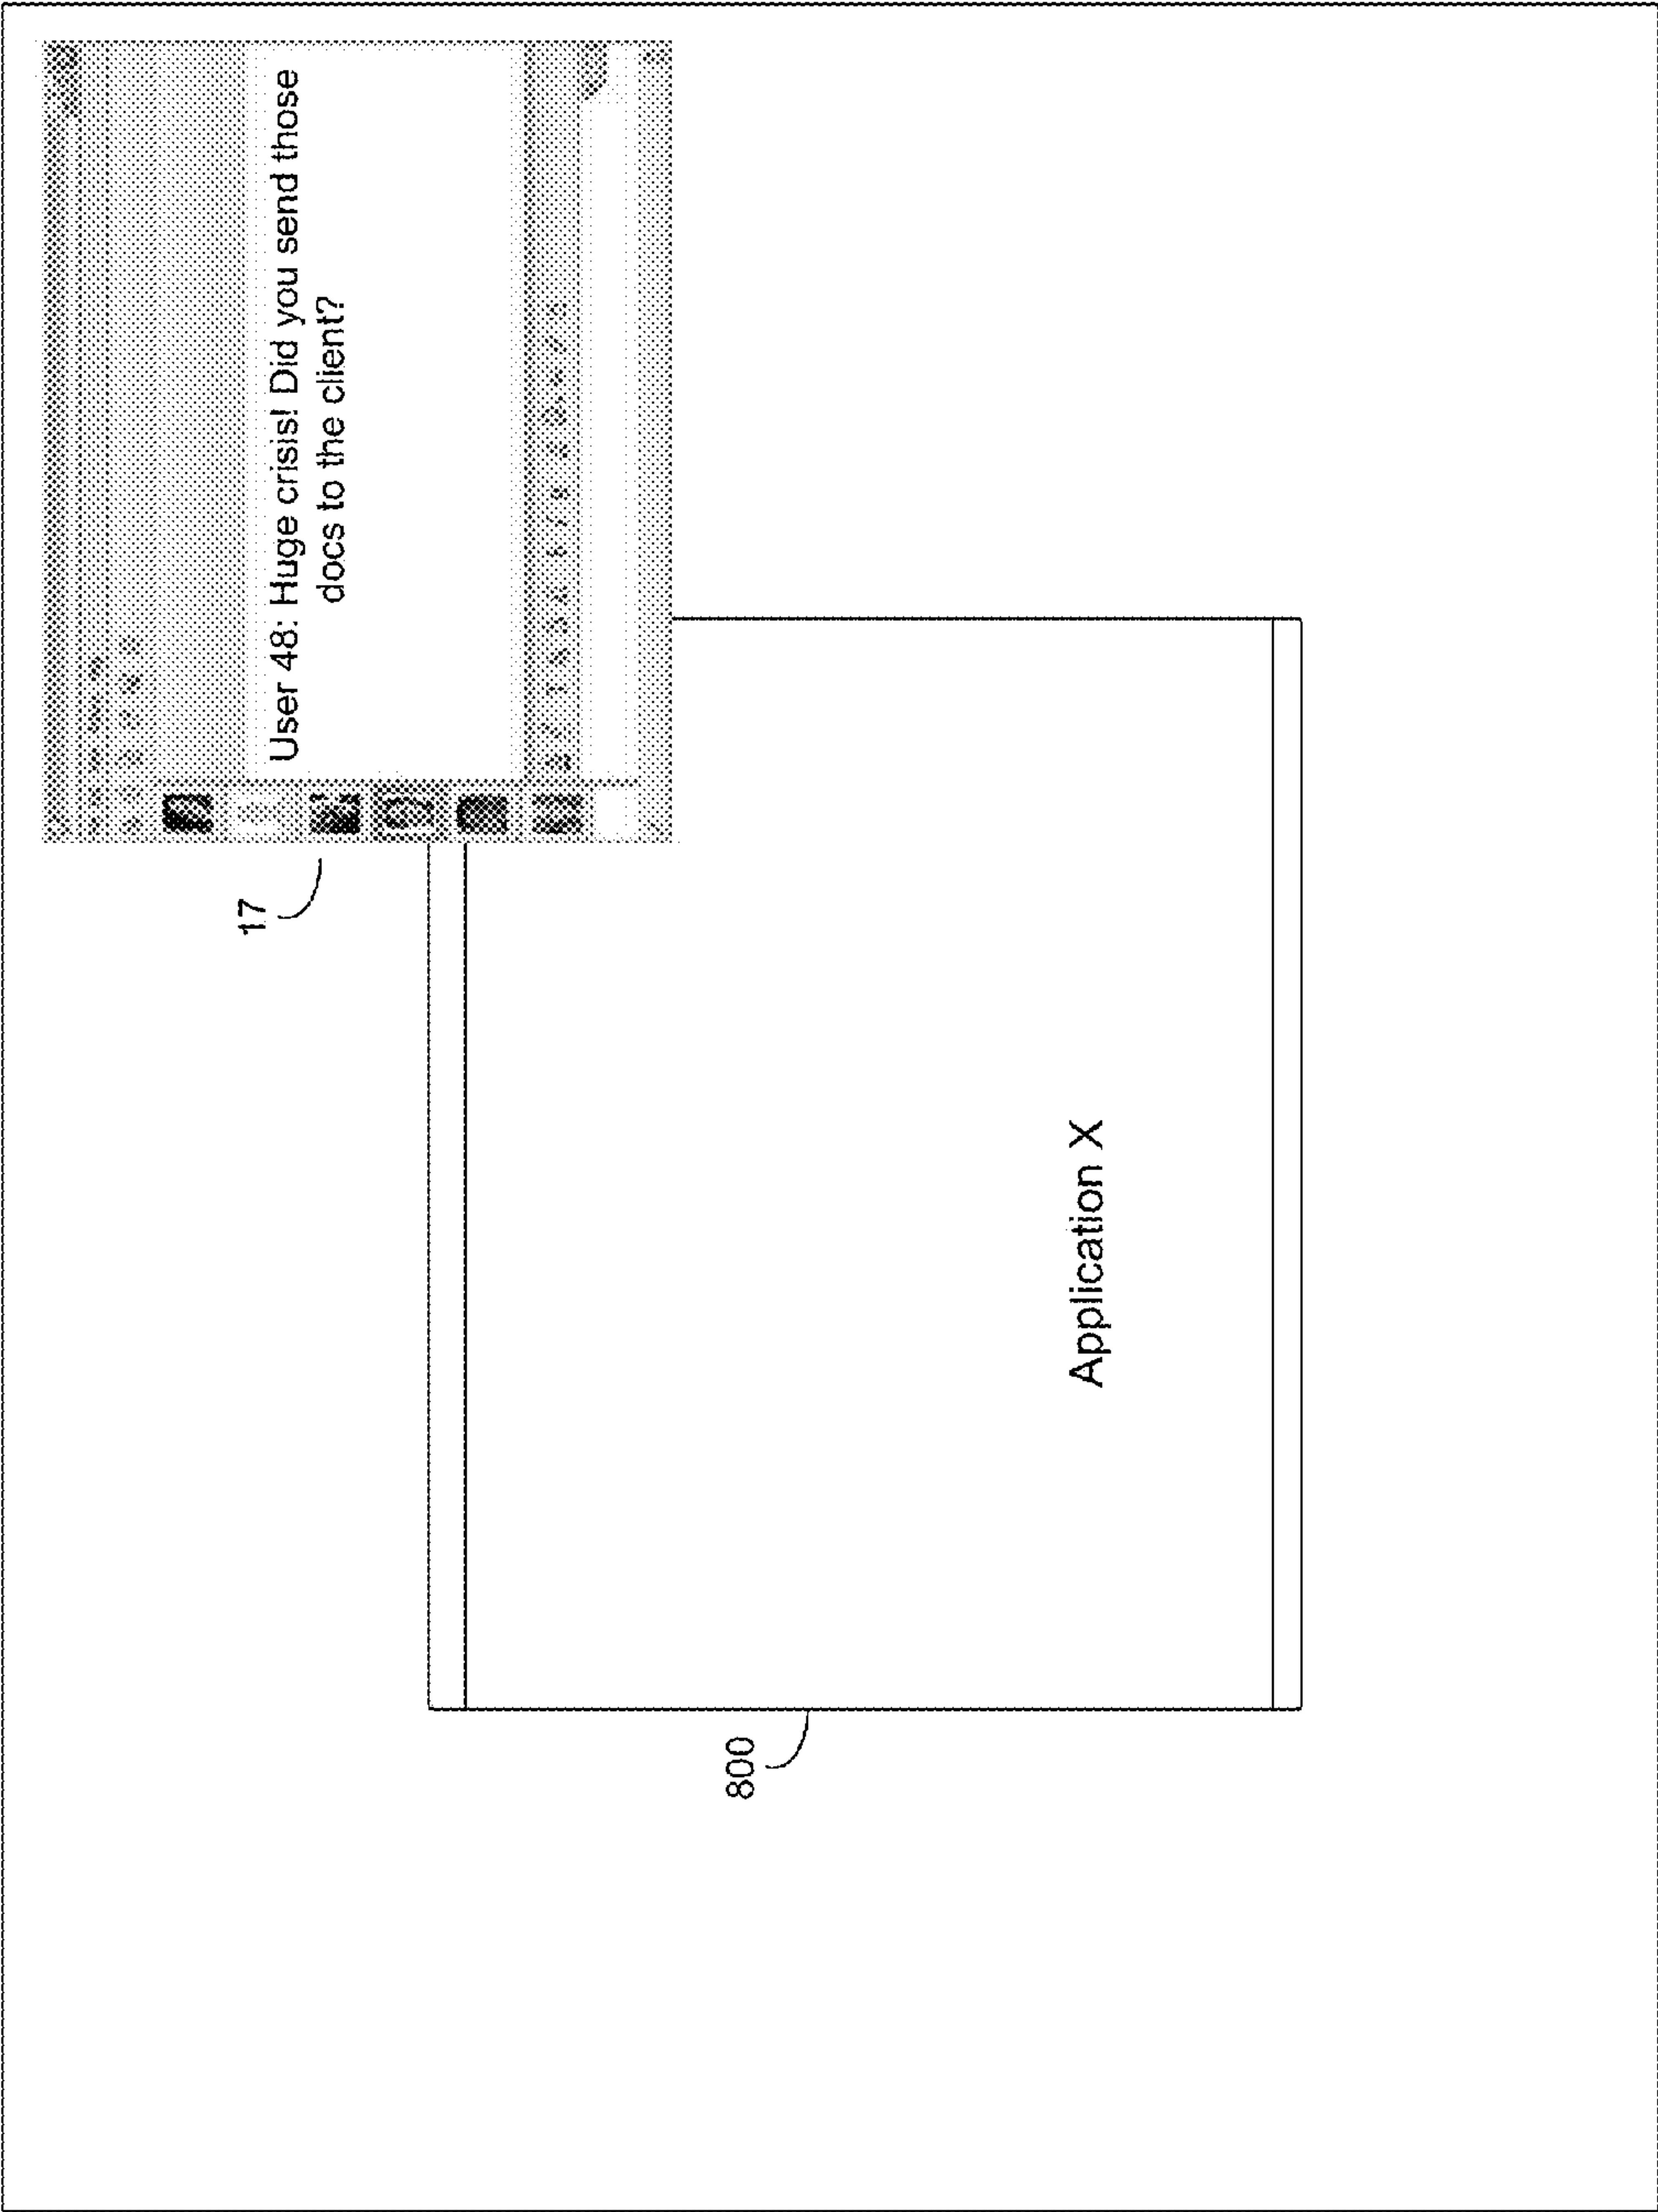 User 48: Huge crisis! Did you send those
docs to the client?
17
Application X
800